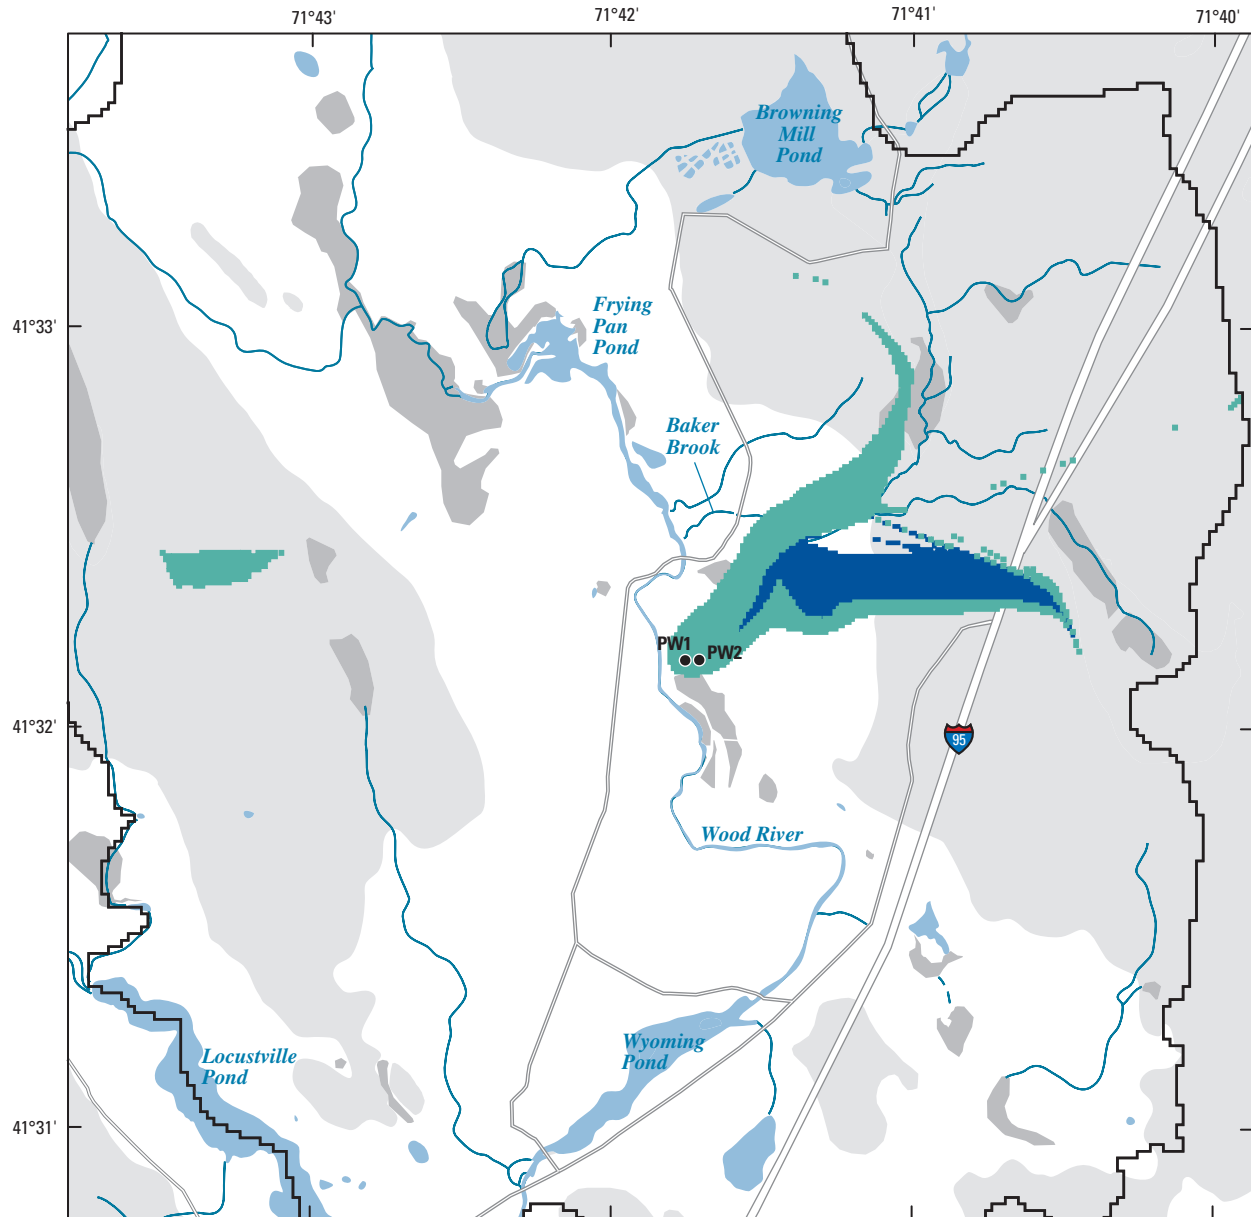 71°43'
71°42'
71°41'
71°40'
Browning
Mill
Pond
41°33'
Frying
Pan
Pond
Baker
Brook
PW1
PW2
41°32'
95
Wood River
Wyoming
Pond
Locustville
Pond
41°31'